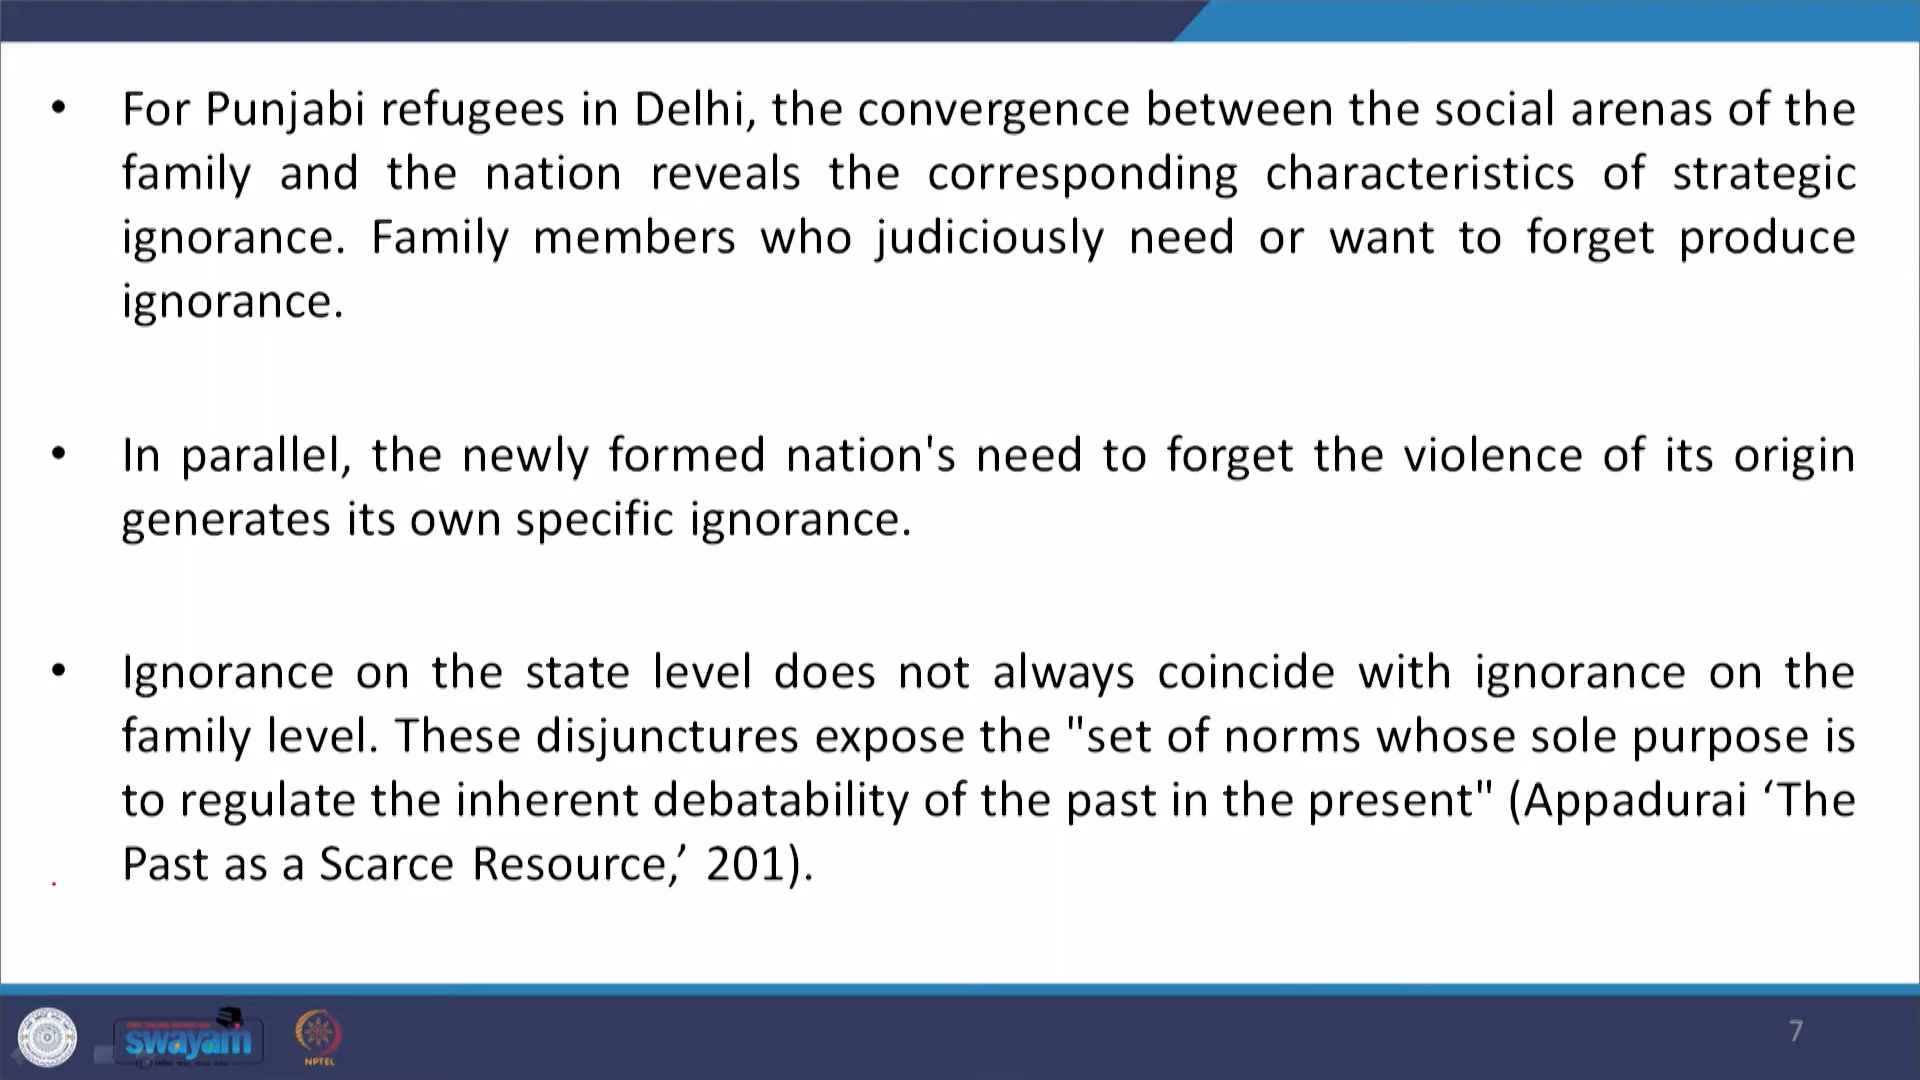 • For Punjabi refugees in Delhi, the convergence between the social arenas of the
family and the nation reveals the corresponding characteristics of strategic
ignorance. Family members who judiciously need or want to forget produce
ignorance.
• In parallel, the newly formed nation's need to forget the violence of its origin
generates its own specific ignorance.
• Ignorance on the state level does not always coincide with ignorance on the
family level. These disjunctures expose the "set of norms whose sole purpose is
to regulate the inherent debatability of the past in the present" (Appadurai ‘The
Past as a Scarce Resource,’ 201).
swayam
NPTEL
7